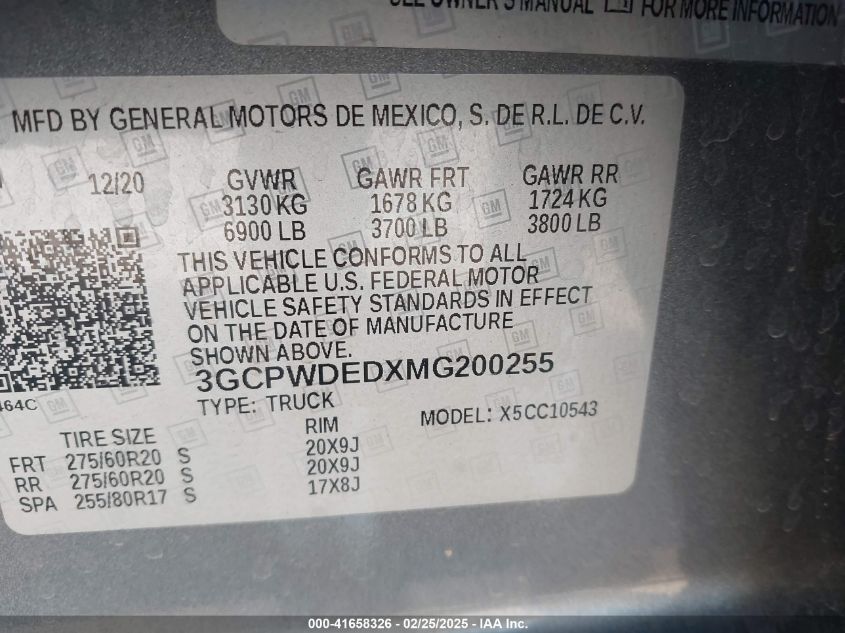 SEE OWNER'S MANUAL FOR MORE INFORMATION
MFD BY GENERAL MOTORS DE MEXICO, S. DE R.L. DE C.V.
12/20 GVWR GAWR FRT GAWR RR
3130 KG 1678 KG 1724 KG
6900 LB 3700 LB 3800 LB
THIS VEHICLE CONFORMS TO ALL
APPLICABLE U.S. FEDERAL MOTOR
VEHICLE SAFETY STANDARDS IN EFFECT
ON THE DATE OF MANUFACTURE
SHOWN ABOVE.
3GCPWDEDXMG200255
464C
TYPE: TRUCK MODEL: X5CC10543
TIRE SIZE RIM
FRT 275/60R20 S 20X9J
RR 275/60R20 S 20X9J
SPA 255/80R17 S 17X8J
000-41658326 - 02/25/2025 - IAA Inc.